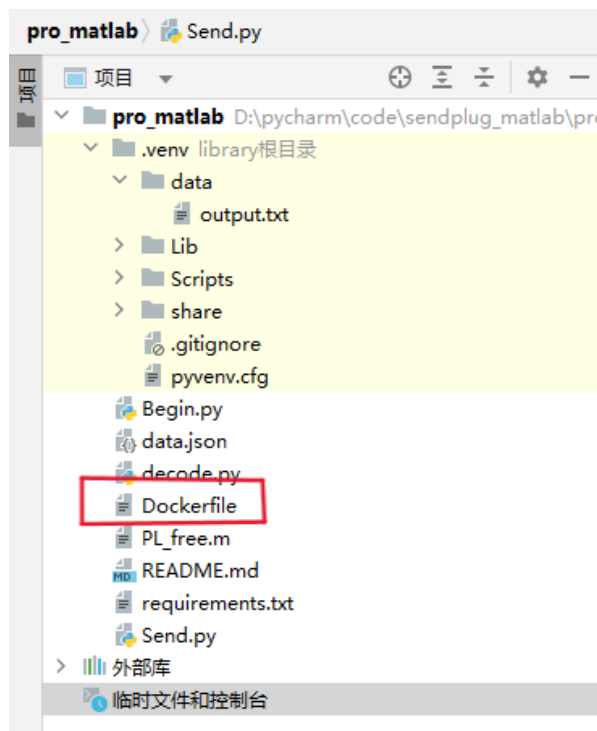 pro_matlab Send.py
项目
项目
pro_matlab D:\pycharm\code\sendplug_matlab\pro
.venv library根目录
data
output.txt
Lib
Scripts
share
.gitignore
pyvenv.cfg
Begin.py
data.json
decode.py
Dockerfile
PL_free.m
MD README.md
requirements.txt
Send.py
外部库
临时文件和控制台